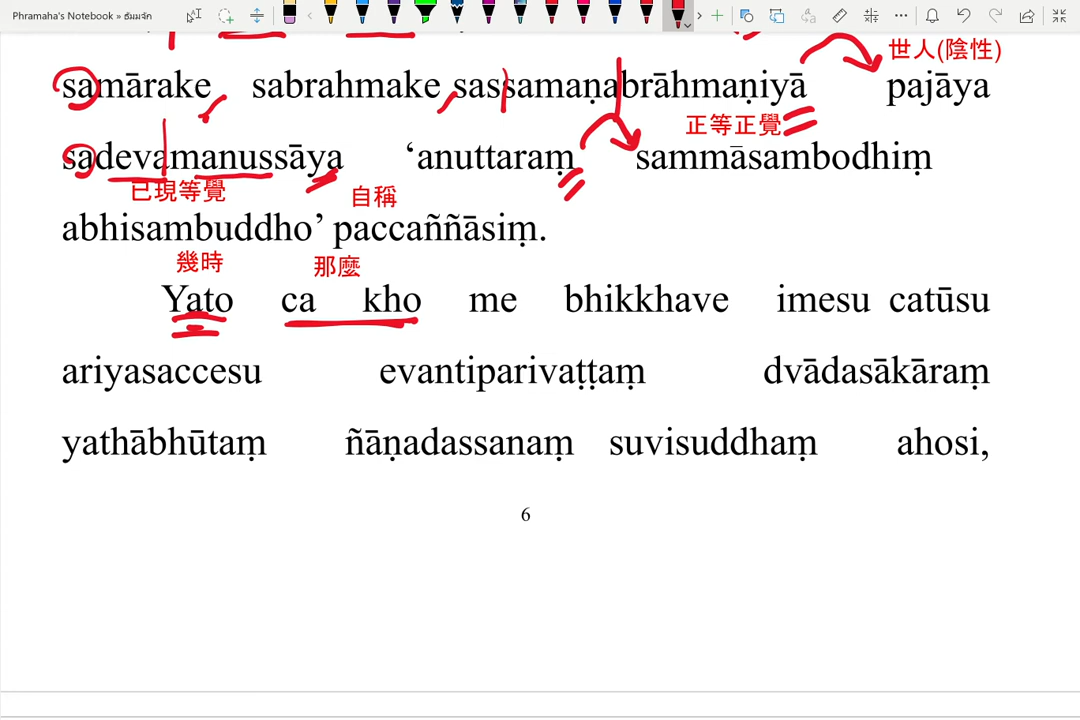 Phramaha's Notebook » ธัมมจัก
世人(陰性)
samārake sabrahmake sassamaṇabrāhmaṇiyā pajāya
正等正覺
sadevamanussāya ‘anuttaraṃ sammāsambodhiṃ
已現等覺 自稱
abhisambuddho’ paccaññāsiṃ.
幾時 那麼
Yato ca kho me bhikkhave imesu catūsu
ariyasaccesu evantiparivaṭṭaṃ dvādasākāraṃ
yathābhūtaṃ ñāṇadassanaṃ suvisuddhaṃ ahosi,
6